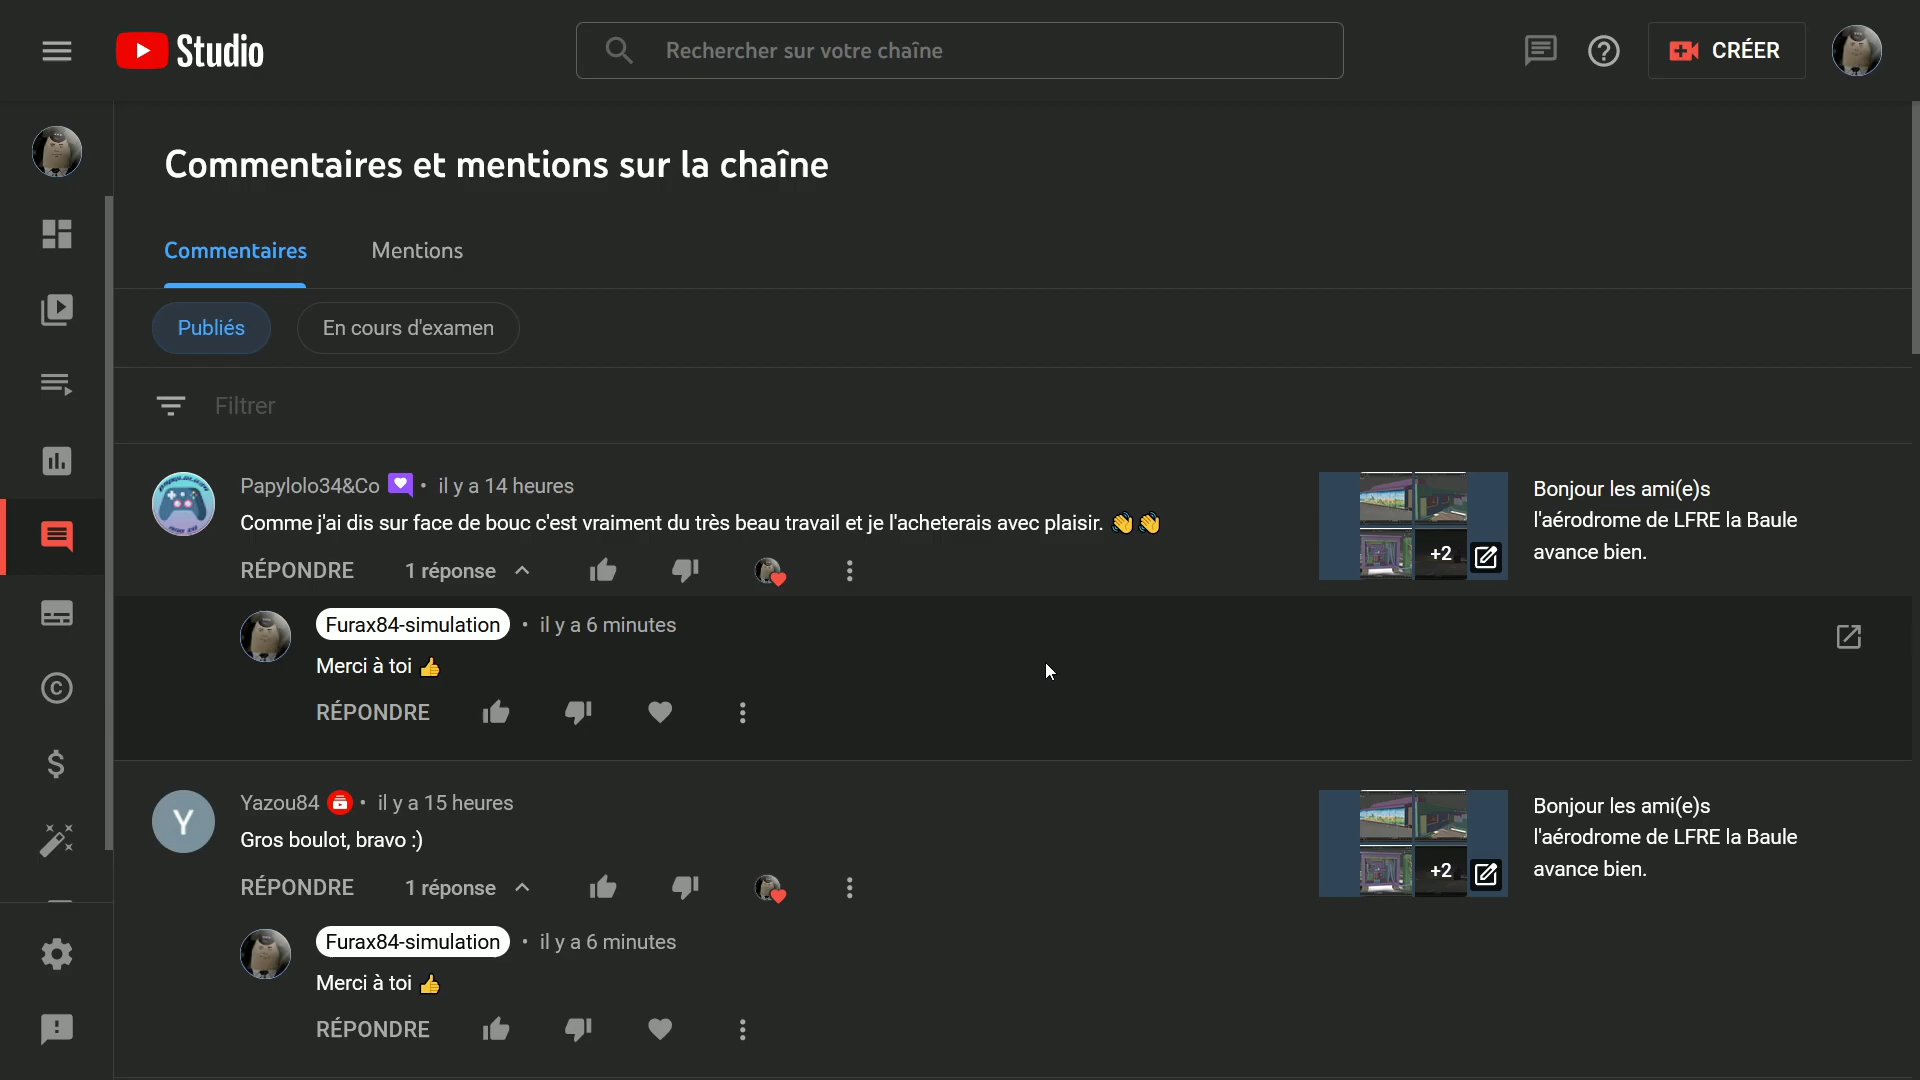 Studio
Rechercher sur votre chaîne
CRÉER
Commentaires et mentions sur la chaîne
Commentaires
Mentions
Publiés
En cours d'examen
Filtrer
Papylolo34&Co • il y a 14 heures
Comme j'ai dis sur face de bouc c'est vraiment du très beau travail et je l'acheterais avec plaisir. 👋👋
RÉPONDRE
1 réponse
+2
Bonjour les ami(e)s
l'aérodrome de LFRE la Baule
avance bien.
Furax84-simulation • il y a 6 minutes
Merci à toi 👍
RÉPONDRE
Y
Yazou84 • il y a 15 heures
Gros boulot, bravo :)
RÉPONDRE
1 réponse
+2
Bonjour les ami(e)s
l'aérodrome de LFRE la Baule
avance bien.
Furax84-simulation • il y a 6 minutes
Merci à toi 👍
RÉPONDRE